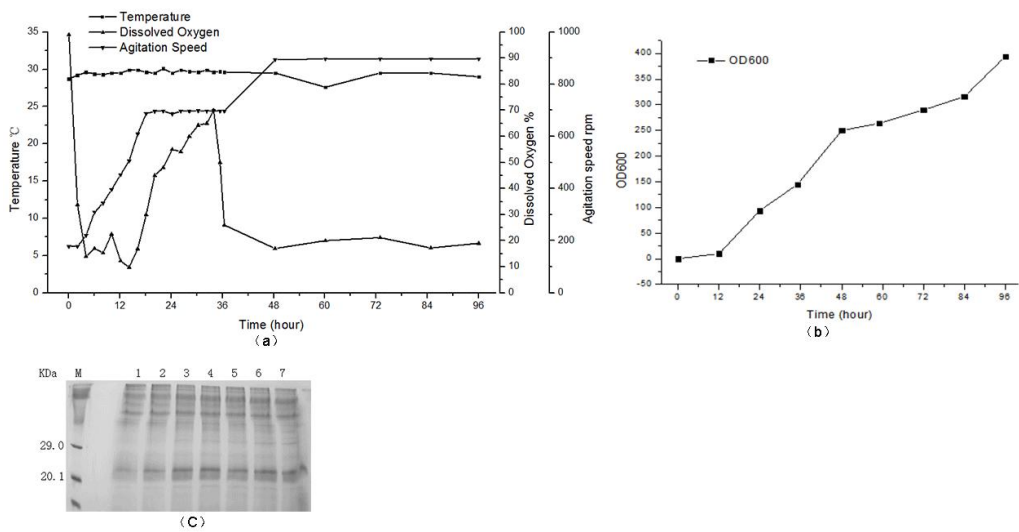 Temperature
Dissolved Oxygen
Agitation Speed
35
30
25
20
15
10
5
0
Temperature ℃
100
90
80
70
60
50
40
30
20
10
0
Dissolved Oxygen %
1000
800
600
400
200
0
Agitation speed rpm
0 12 24 36 48 60 72 84 96
Time (hour)
(a)
OD600
400
350
300
250
200
150
100
50
0
-50
OD600
0 12 24 36 48 60 72 84 96
Time (hour)
(b)
KDa M 1 2 3 4 5 6 7
29.0
20.1
(C)